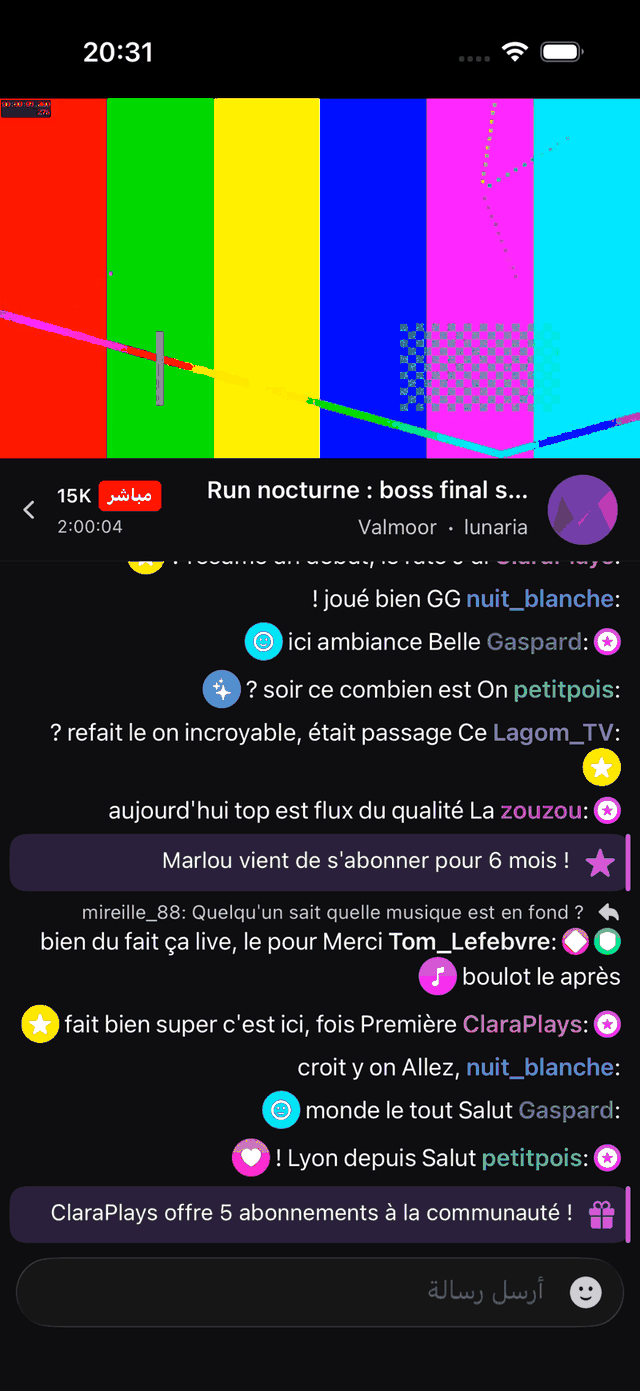 20:31
15K مباشر
Run nocturne : boss final s...
2:00:04
Valmoor • lunaria
ClaraPlays:
! joué bien GG nuit_blanche:
ici ambiance Belle Gaspard:
? soir ce combien est On petitpois:
? refait le on incroyable, était passage Ce Lagom_TV:
aujourd'hui top est flux du qualité La zouzou:
Marlou vient de s'abonner pour 6 mois !
mireille_88: Quelqu'un sait quelle musique est en fond ?
bien du fait ça live, le pour Merci Tom_Lefebvre:
boulot le après
fait bien super c'est ici, fois Première ClaraPlays:
croit y on Allez, nuit_blanche:
monde le tout Salut Gaspard:
! Lyon depuis Salut petitpois:
ClaraPlays offre 5 abonnements à la communauté !
أرسل رسالة